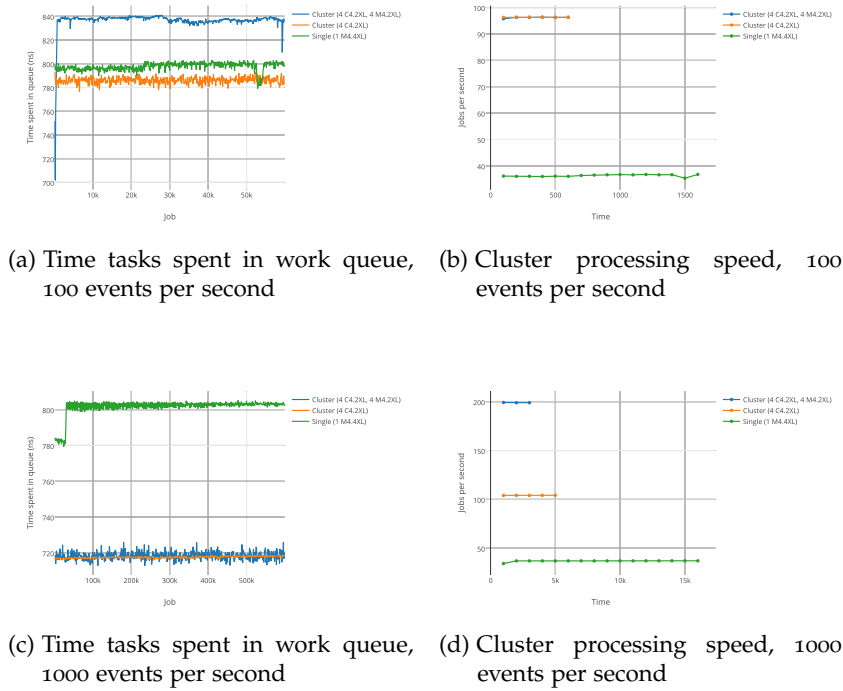 840
820
800
780
760
740
720
700
Time spent in queue (ns)
10k 20k 30k 40k 50k
Job
Cluster (4 C4.2XL, 4 M4.2XL)
Cluster (4 C4.2XL)
Single (1 M4.4XL)
100
90
80
70
60
50
40
Jobs per second
0 500 1000 1500
Time
Cluster (4 C4.2XL, 4 M4.2XL)
Cluster (4 C4.2XL)
Single (1 M4.4XL)
(a) Time tasks spent in work queue,
100 events per second
(b) Cluster processing speed, 100
events per second
800
780
760
740
720
Time spent in queue (ns)
100k 200k 300k 400k 500k
Job
Cluster (4 C4.2XL, 4 M4.2XL)
Cluster (4 C4.2XL)
Single (1 M4.4XL)
200
150
100
50
Jobs per second
0 5k 10k 15k
Time
Cluster (4 C4.2XL, 4 M4.2XL)
Cluster (4 C4.2XL)
Single (1 M4.4XL)
(c) Time tasks spent in work queue,
1000 events per second
(d) Cluster processing speed, 1000
events per second